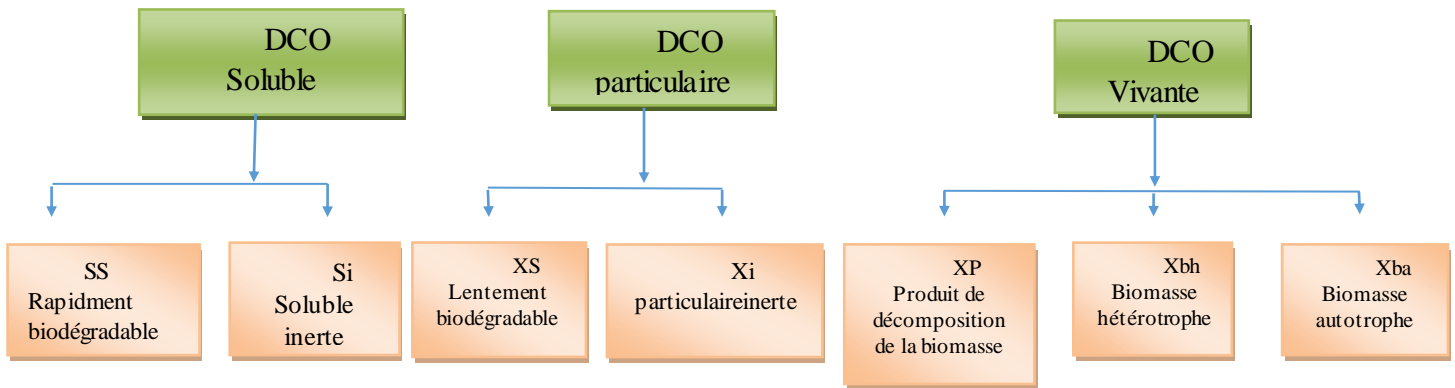 DCO
Soluble
DCO
particulaire
DCO
Vivante
SS
Rapidment
biodégradable
Si
Soluble
inerte
XS
Lentement
biodégradable
Xi
particulaireinerte
XP
Produit de
décomposition
de la biomasse
Xbh
Biomasse
hétérotrophe
Xba
Biomasse
autotrophe